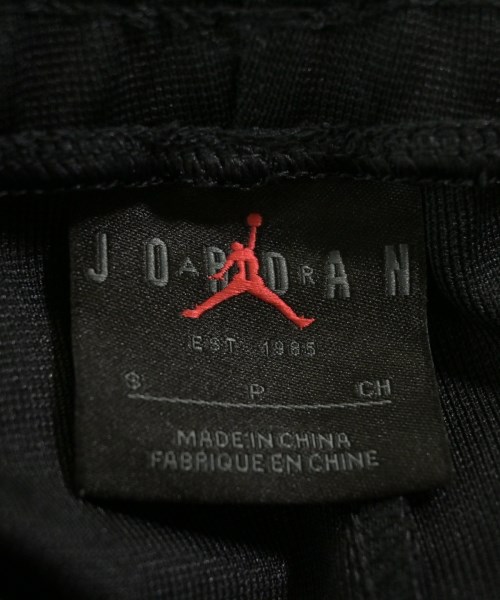 JORDAN
AIR
EST. 1985
S P CH
MADE IN CHINA
FABRIQUE EN CHINE